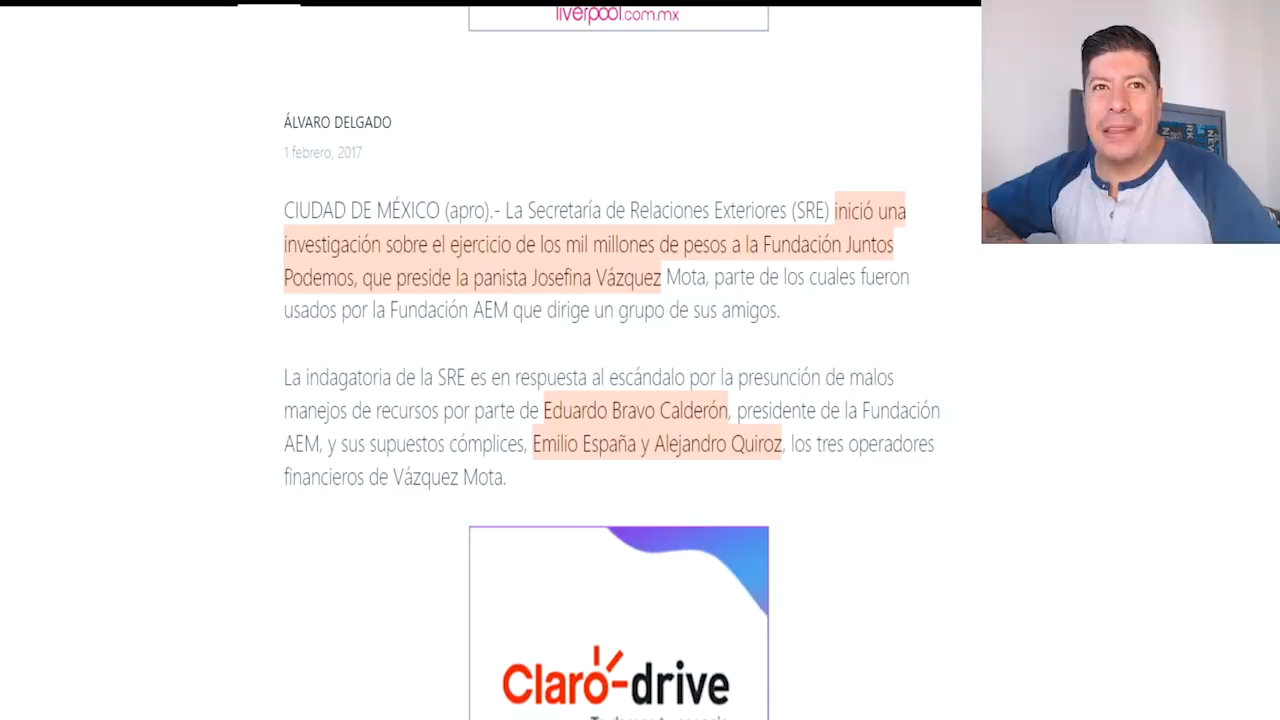 liverpool.com.mx
ÁLVARO DELGADO
1 febrero, 2017
CIUDAD DE MÉXICO (apro).- La Secretaría de Relaciones Exteriores (SRE) inició una
investigación sobre el ejercicio de los mil millones de pesos a la Fundación Juntos
Podemos, que preside la panista Josefina Vázquez Mota, parte de los cuales fueron
usados por la Fundación AEM que dirige un grupo de sus amigos.
La indagatoria de la SRE es en respuesta al escándalo por la presunción de malos
manejos de recursos por parte de Eduardo Bravo Calderón, presidente de la Fundación
AEM, y sus supuestos cómplices, Emilio España y Alejandro Quiroz, los tres operadores
financieros de Vázquez Mota.
Claro-drive